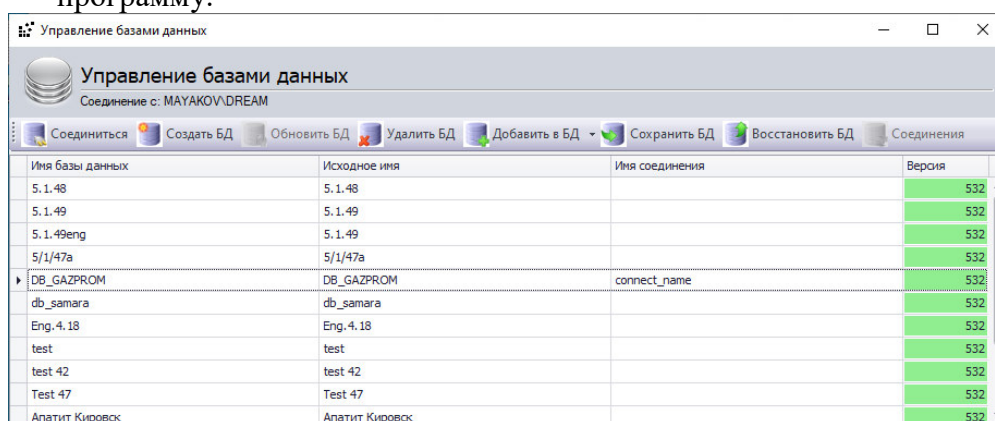 программу.
Управление базами данных
Управление базами данных
Соединение с: MAYAKOV\DREAM
Соединиться Создать БД Обновить БД Удалить БД Добавить в БД Сохранить БД Восстановить БД Соединения
Имя базы данных Исходное имя Имя соединения Версия
5.1.48 5.1.48 532
5.1.49 5.1.49 532
5.1.49eng 5.1.49 532
5/1/47a 5/1/47a 532
DB_GAZPROM DB_GAZPROM connect_name 532
db_samara db_samara 532
Eng.4.18 Eng.4.18 532
test test 532
test 42 test 42 532
Test 47 Test 47 532
Апатит Кировск Апатит Кировск 532